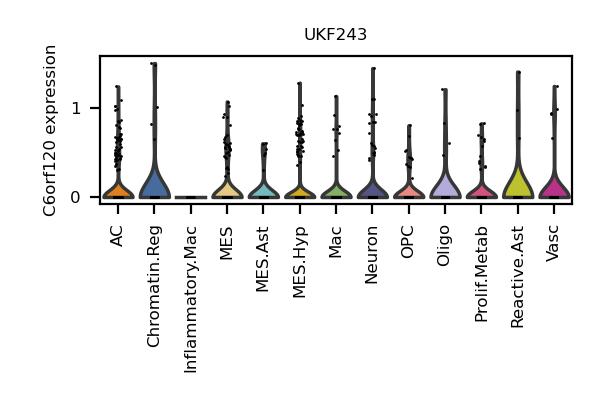 UKF243
C6orf120 expression
1
0
AC
Chromatin.Reg
Inflammatory.Mac
MES
MES.Ast
MES.Hyp
Mac
Neuron
OPC
Oligo
Prolif.Metab
Reactive.Ast
Vasc